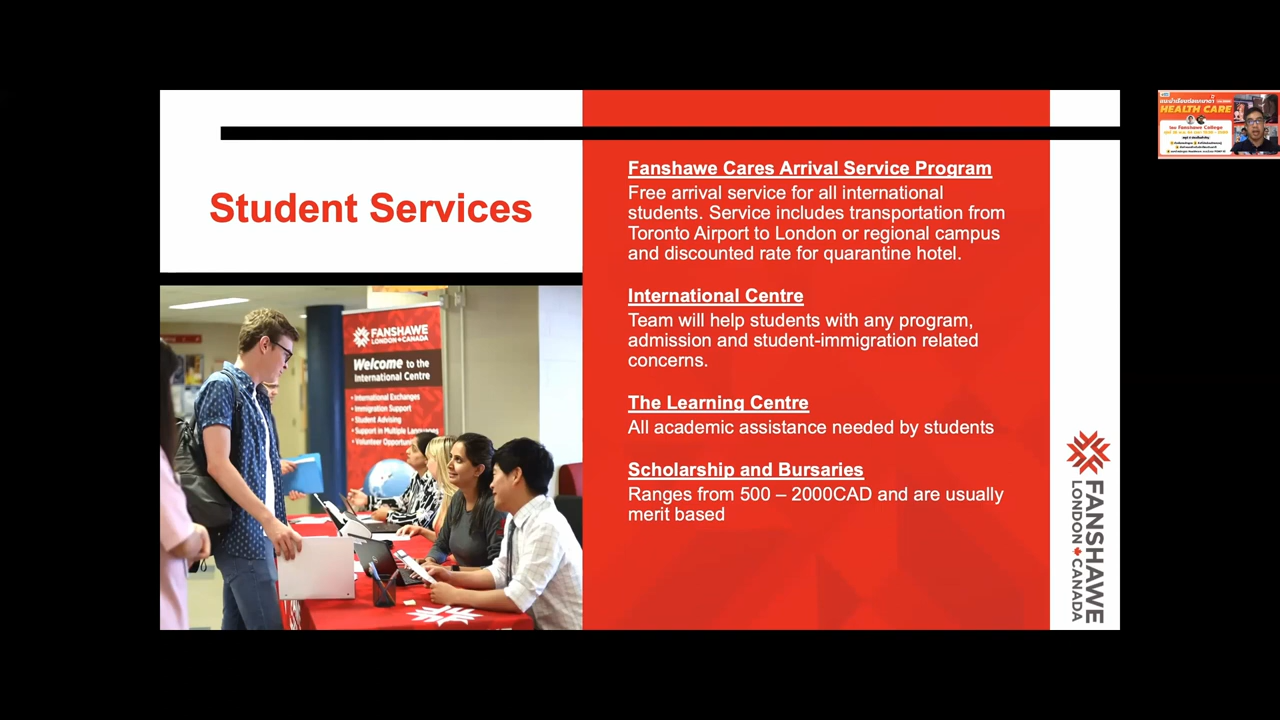 Student Services
Fanshawe Cares Arrival Service Program
Free arrival service for all international
students. Service includes transportation from
Toronto Airport to London or regional campus
and discounted rate for quarantine hotel.
International Centre
Team will help students with any program,
admission and student-immigration related
concerns.
The Learning Centre
All academic assistance needed by students
Scholarship and Bursaries
Ranges from 500 – 2000CAD and are usually
merit based
FANSHAWE
LONDON CANADA
Welcome to the
International Centre
• International Exchanges
• Immigration Support
• Student Advising
• Support in Multiple Languages
• Volunteer
FANSHAWE
LONDON CANADA
HEALTH CARE
โดย Fanshawe College